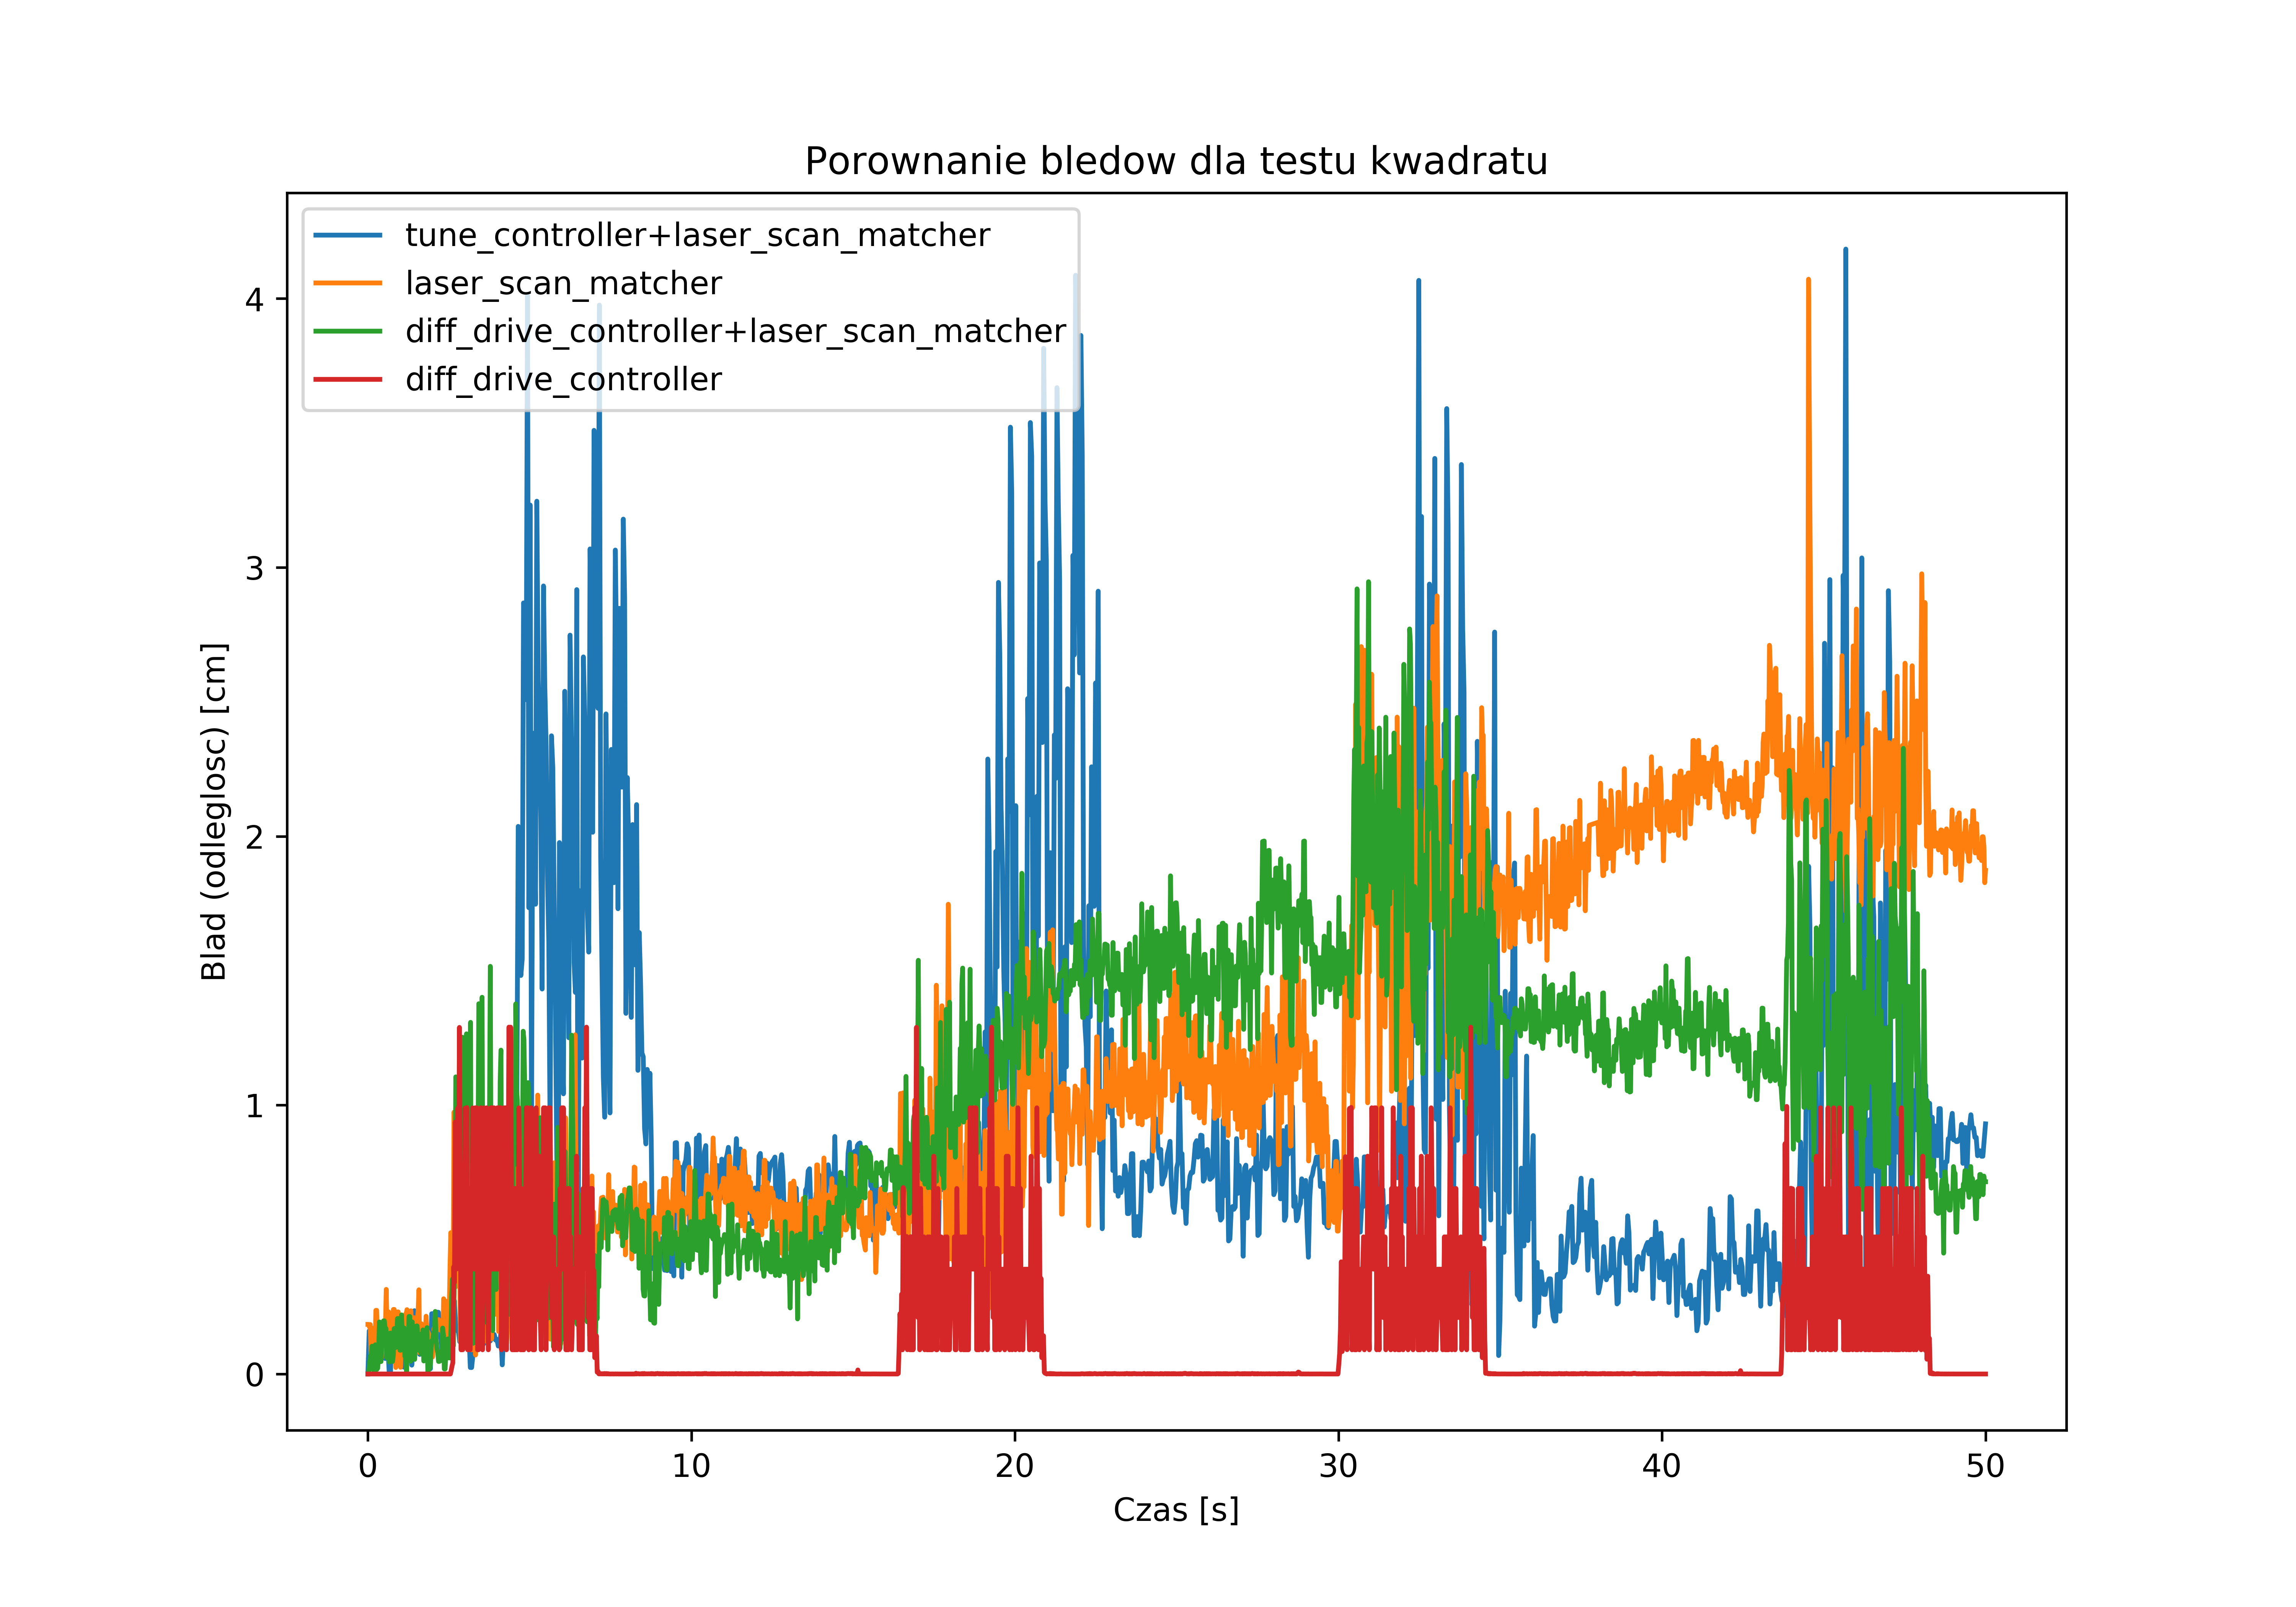 Porownanie bledow dla testu kwadratu
tune_controller+laser_scan_matcher
laser_scan_matcher
diff_drive_controller+laser_scan_matcher
diff_drive_controller
Blad (odleglosc) [cm]
4
3
2
1
0
0 10 20 30 40 50
Czas [s]